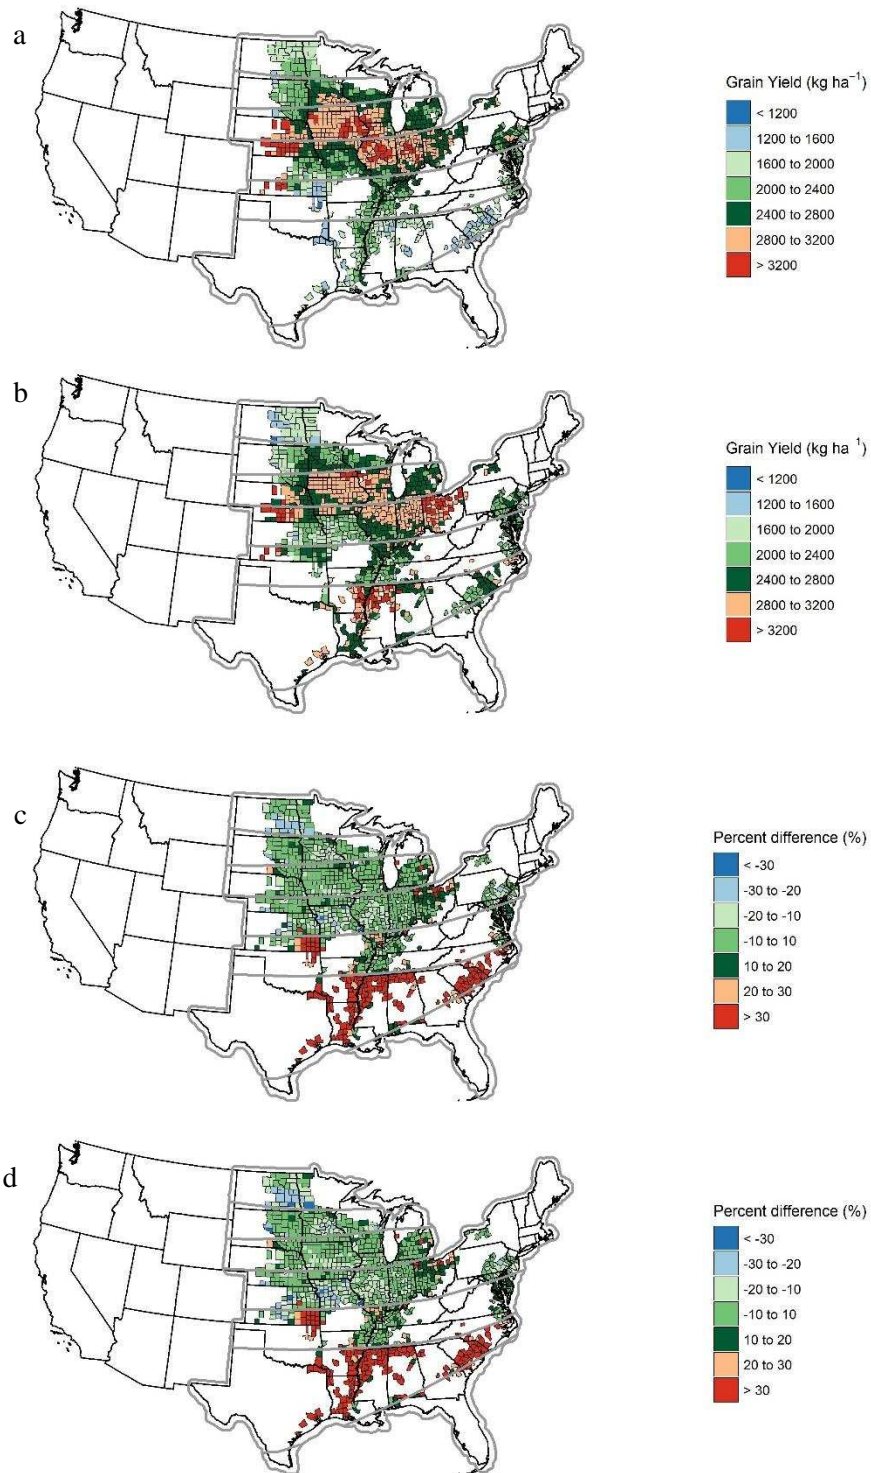 a
Grain Yield (kg ha⁻¹)
< 1200
1200 to 1600
1600 to 2000
2000 to 2400
2400 to 2800
2800 to 3200
> 3200
b
Grain Yield (kg ha⁻¹)
< 1200
1200 to 1600
1600 to 2000
2000 to 2400
2400 to 2800
2800 to 3200
> 3200
c
Percent difference (%)
< -30
-30 to -20
-20 to -10
-10 to 10
10 to 20
20 to 30
> 30
d
Percent difference (%)
< -30
-30 to -20
-20 to -10
-10 to 10
10 to 20
20 to 30
> 30